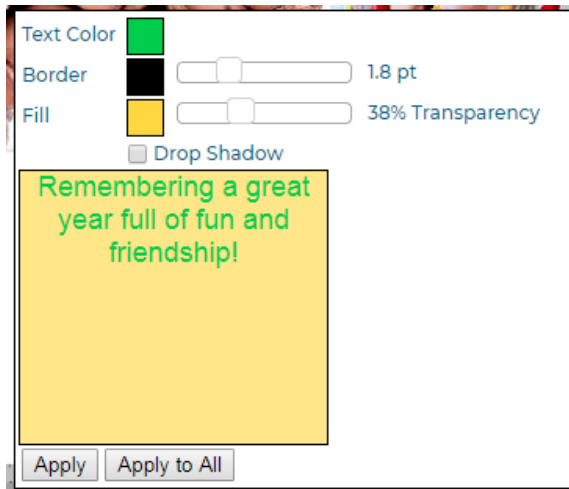 Text Color
Border 1.8 pt
Fill 38% Transparency
Drop Shadow
Remembering a great
year full of fun and
friendship!
Apply Apply to All